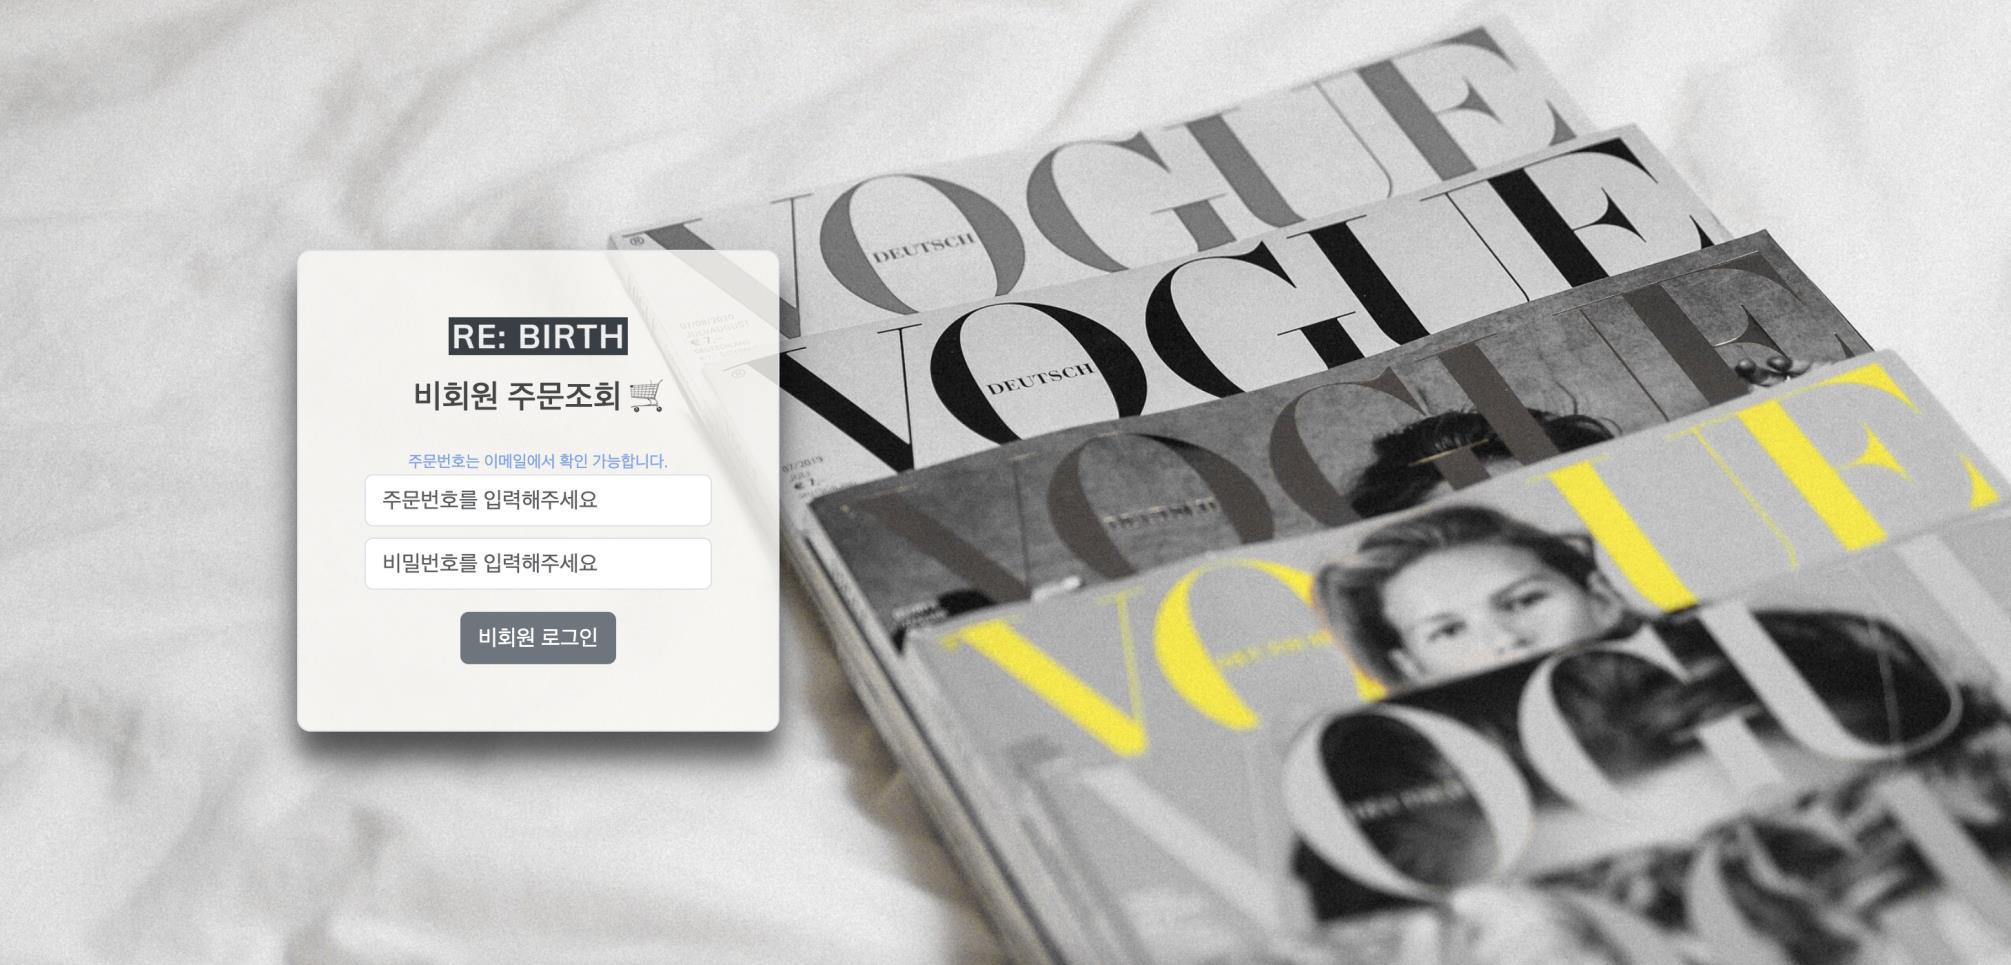 RE: BIRTH
비회원 주문조회 🛒
주문번호는 이메일에서 확인 가능합니다.
주문번호를 입력해주세요
비밀번호를 입력해주세요
비회원 로그인
VOGUE
DEUTSCH
VOGUE
DEUTSCH
07/2019
VOGUE
VOGUE
VOGU